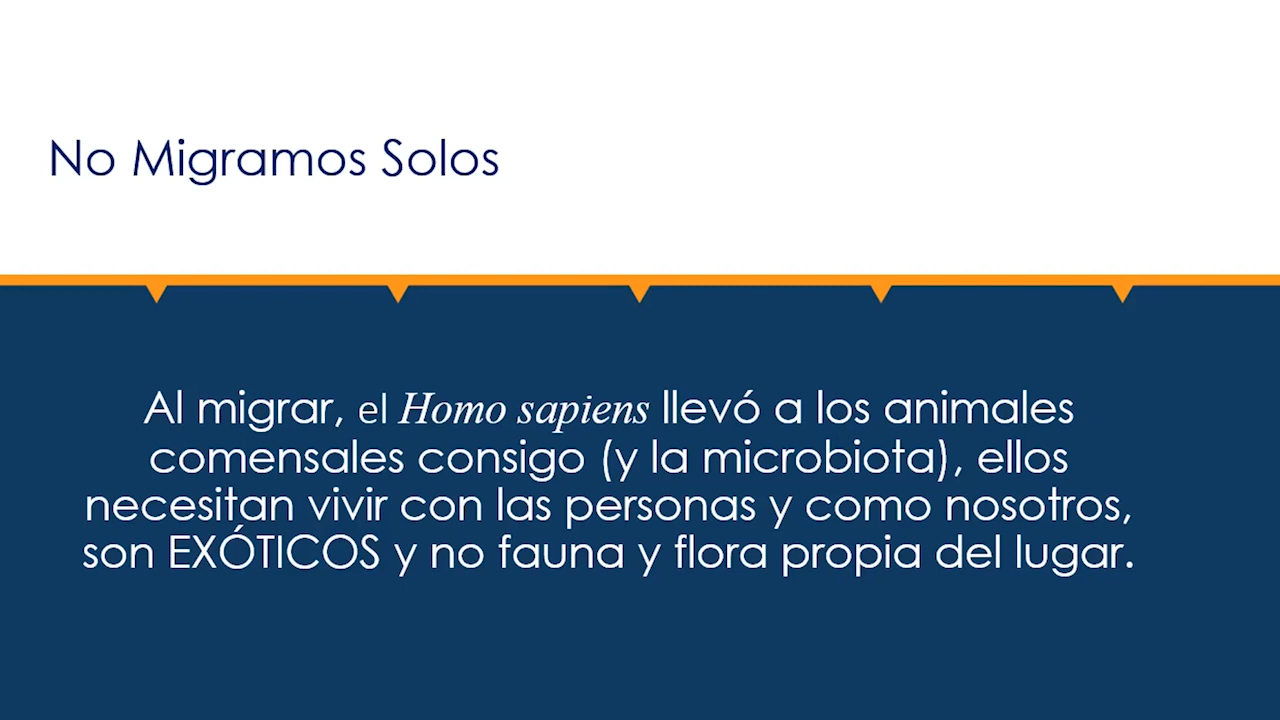 No Migramos Solos
Al migrar, el Homo sapiens llevó a los animales
comensales consigo (y la microbiota), ellos
necesitan vivir con las personas y como nosotros,
son EXÓTICOS y no fauna y flora propia del lugar.